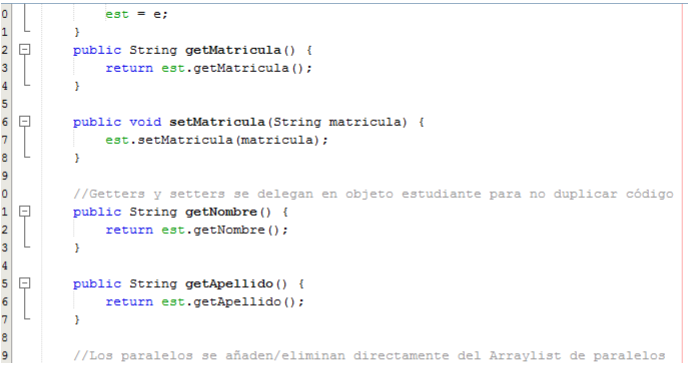 0 est = e;
1 }
2 public String getMatricula() {
3 return est.getMatricula();
4 }
5
6 public void setMatricula(String matricula) {
7 est.setMatricula(matricula);
8 }
9
0 //Getters y setters se delegan en objeto estudiante para no duplicar código
1 public String getNombre() {
2 return est.getNombre();
3 }
4
5 public String getApellido() {
6 return est.getApellido();
7 }
8
9 //Los paralelos se añaden/eliminan directamente del Arraylist de paralelos